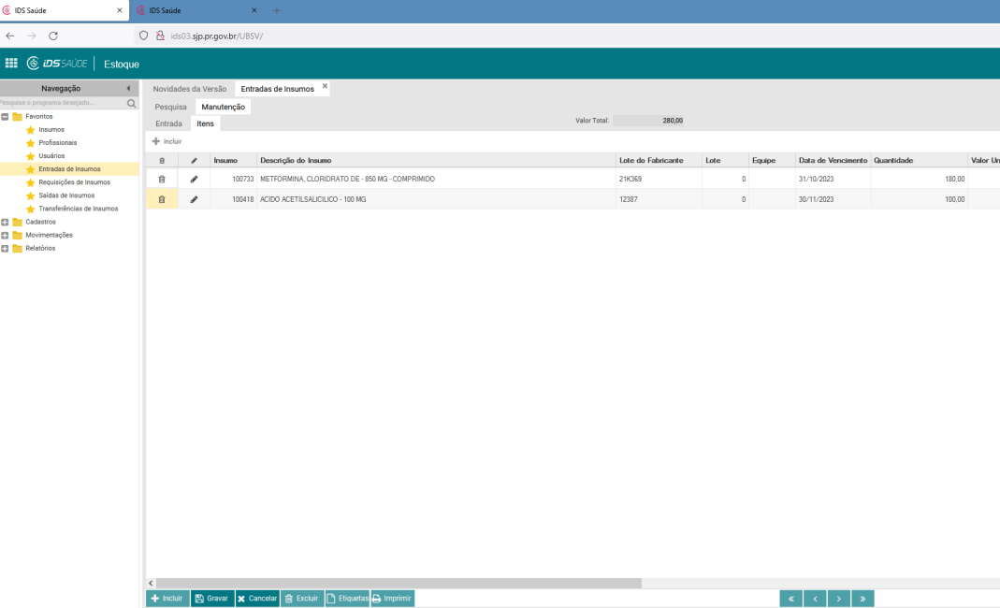 IDS Saúde × IDS Saúde × +
ids03.sjp.pr.gov.br/UBSV/
iDS SAÚDE | Estoque
Navegação
Pesquise o programa desejado...
Favoritos
Insumos
Profissionais
Usuários
Entradas de Insumos
Requisições de Insumos
Saídas de Insumos
Transferências de Insumos
Cadastros
Movimentações
Relatórios
Novidades da Versão Entradas de Insumos ×
Pesquisa Manutenção
Entrada Itens
Valor Total: 280,00
+ Incluir
Insumo Descrição do Insumo Lote do Fabricante Lote Equipe Data de Vencimento Quantidade Valor Un
100733 METFORMINA, CLORIDRATO DE - 850 MG - COMPRIMIDO 21K369 0 31/10/2023 180,00
100418 ACIDO ACETILSALICILICO - 100 MG 12387 0 30/11/2023 100,00
+ Incluir Gravar × Cancelar Excluir Etiquetas Imprimir « ‹ › »